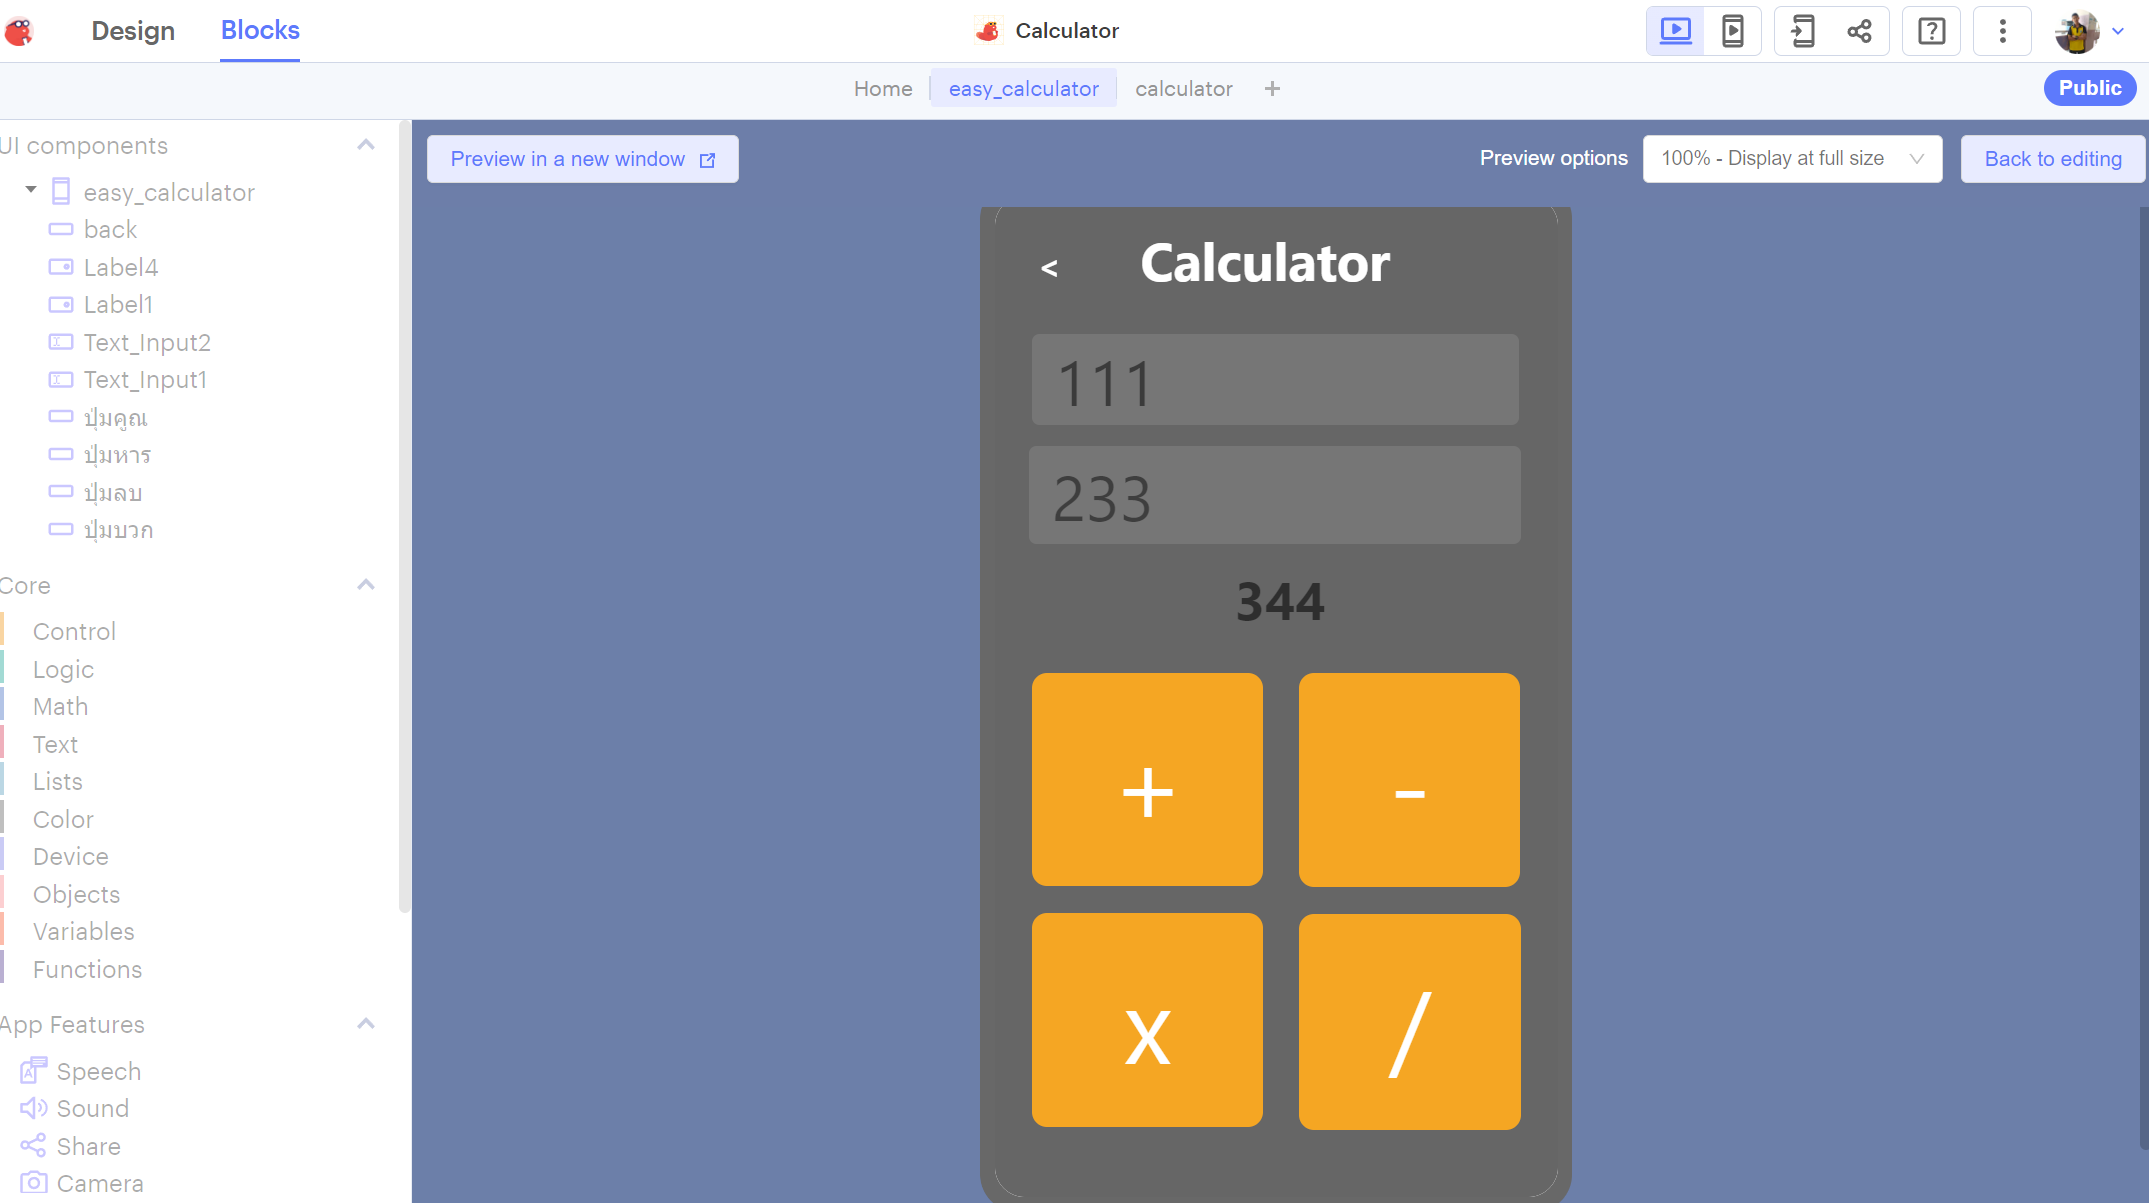 Design Blocks Calculator
Home easy_calculator calculator +
Public
UI components
easy_calculator
back
Label4
Label1
Text_Input2
Text_Input1
ปุ่มคูณ
ปุ่มหาร
ปุ่มลบ
ปุ่มบวก
Core
Control
Logic
Math
Text
Lists
Color
Device
Objects
Variables
Functions
App Features
Speech
Sound
Share
Camera
Preview in a new window
Preview options 100% - Display at full size Back to editing
< Calculator
111
233
344
+ -
x /